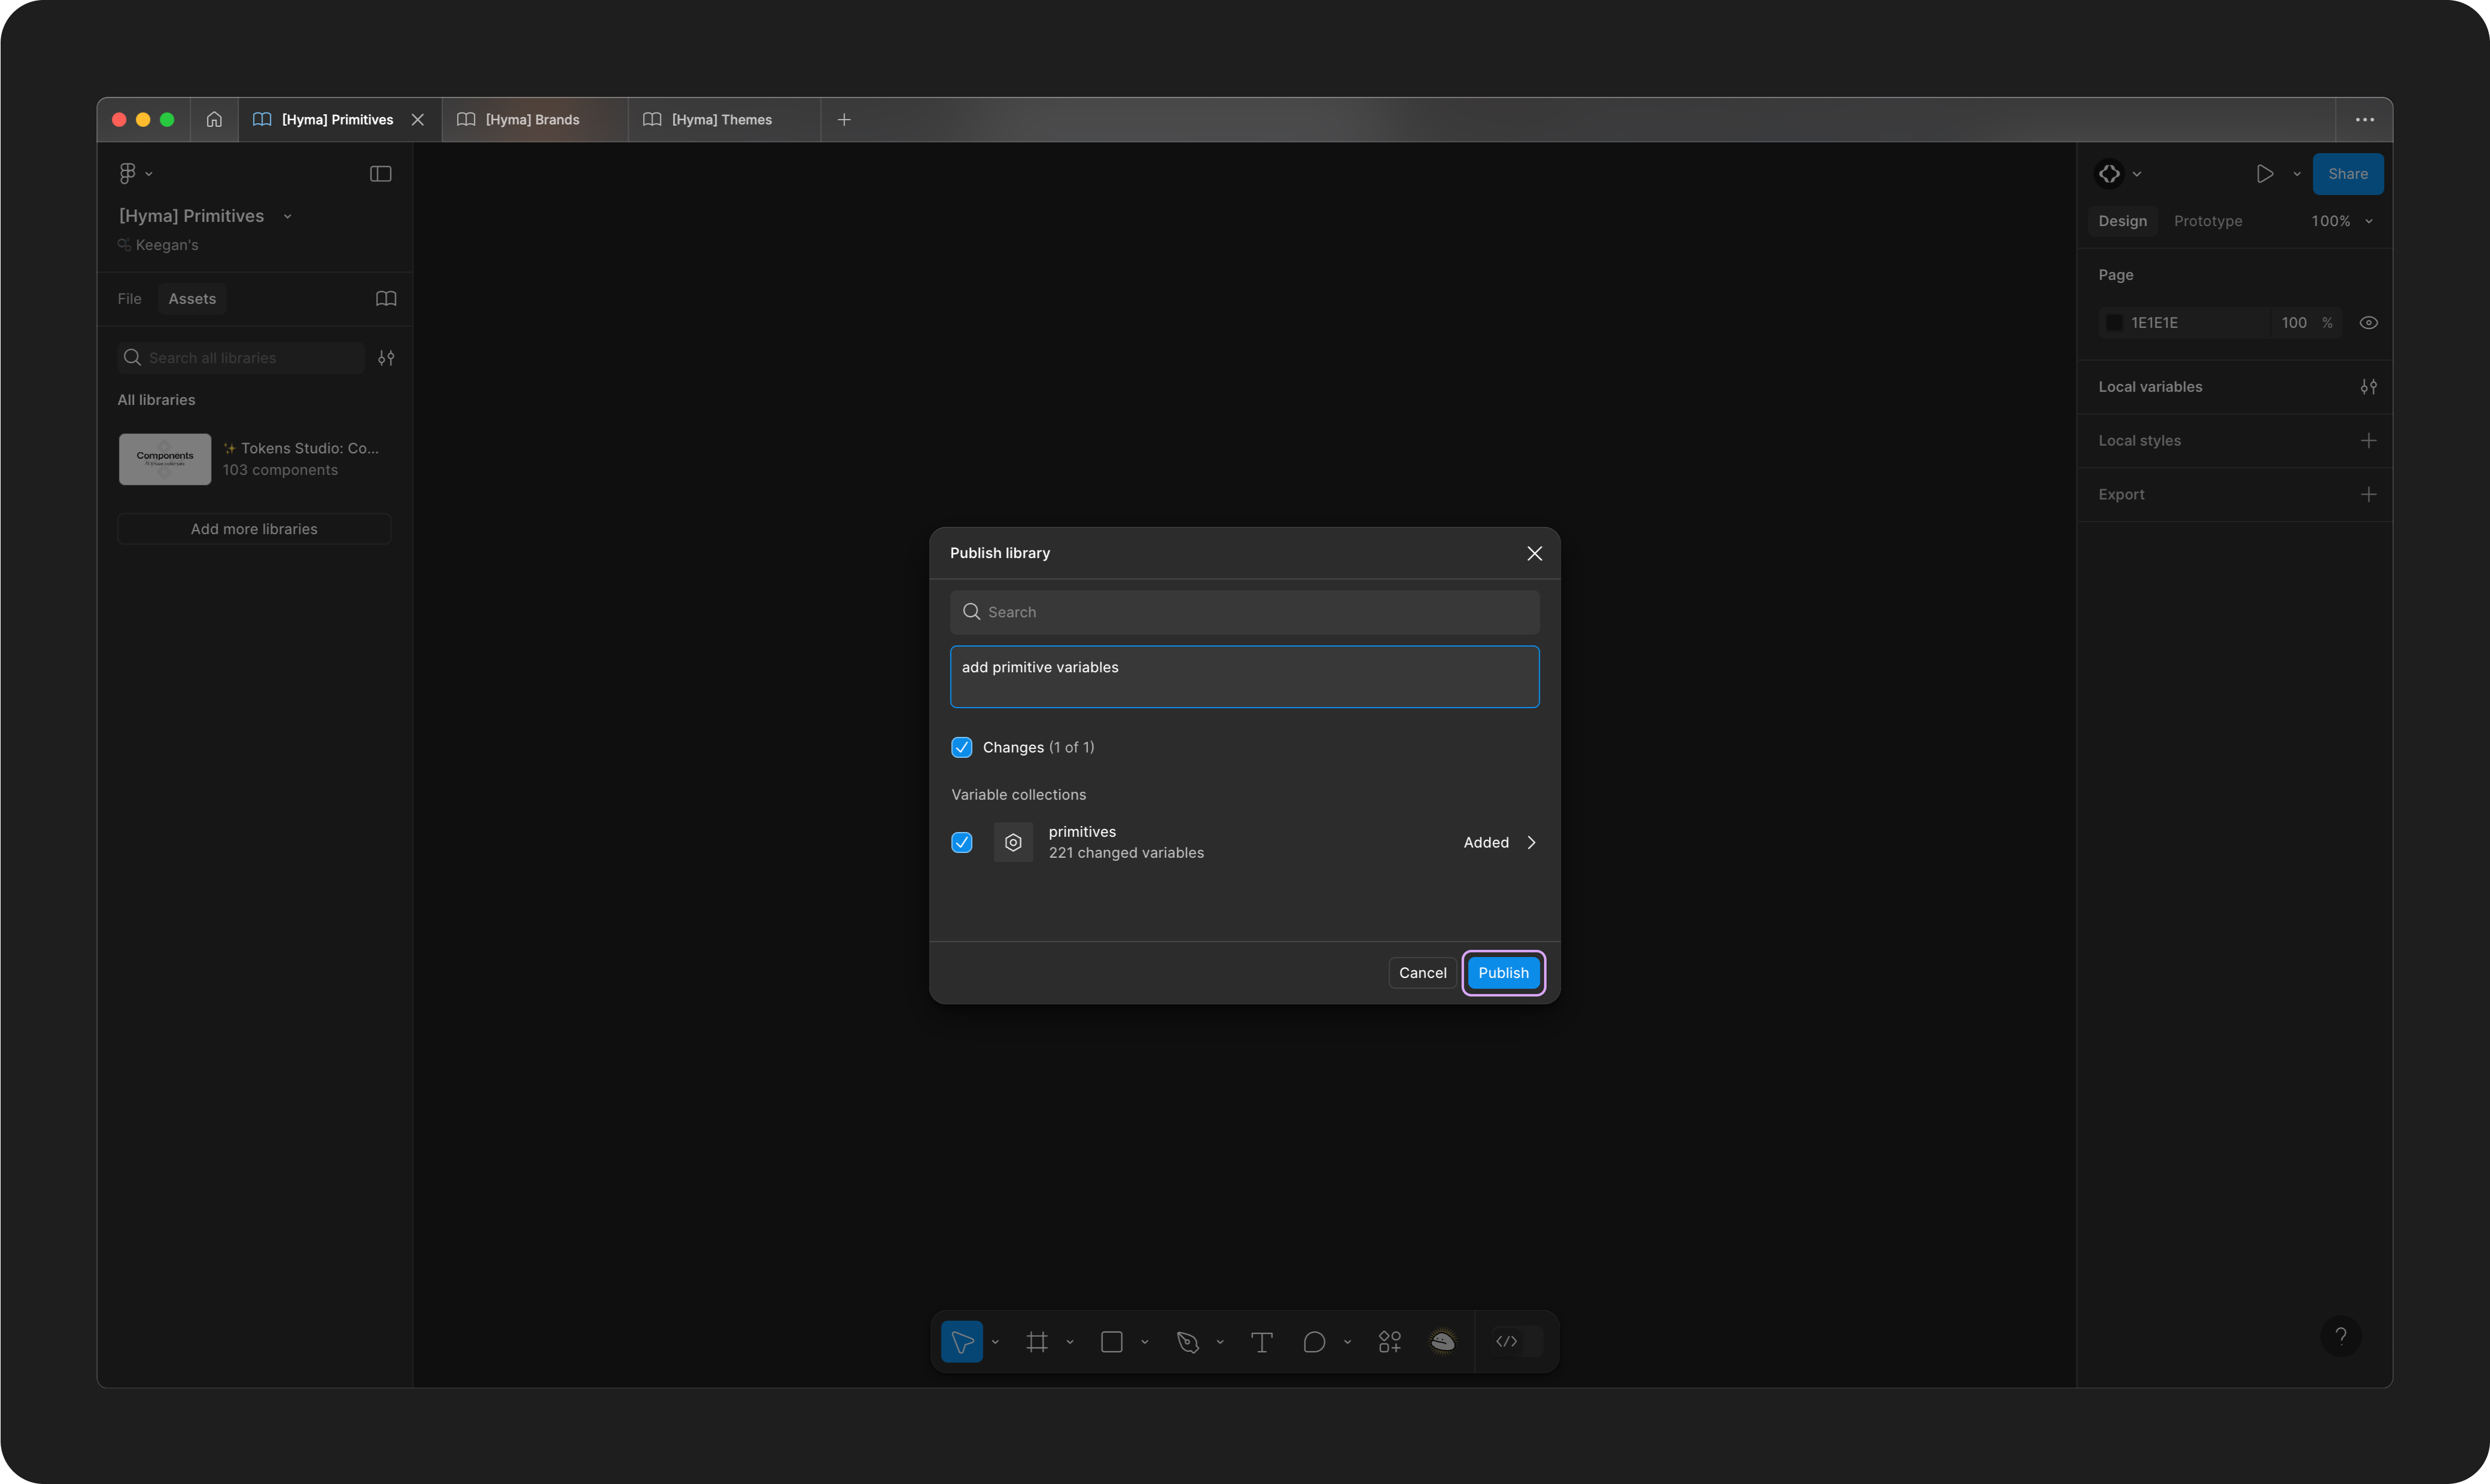 [Hyma] Primitives
[Hyma] Brands
[Hyma] Themes
[Hyma] Primitives
Keegan's
File
Assets
Search all libraries
All libraries
Components
✨ Tokens Studio: Co...
103 components
Add more libraries
Publish library
Search
add primitive variables
Changes (1 of 1)
Variable collections
primitives
221 changed variables
Added
Cancel
Publish
Share
Design
Prototype
100%
Page
1E1E1E
100
%
Local variables
Local styles
Export
?